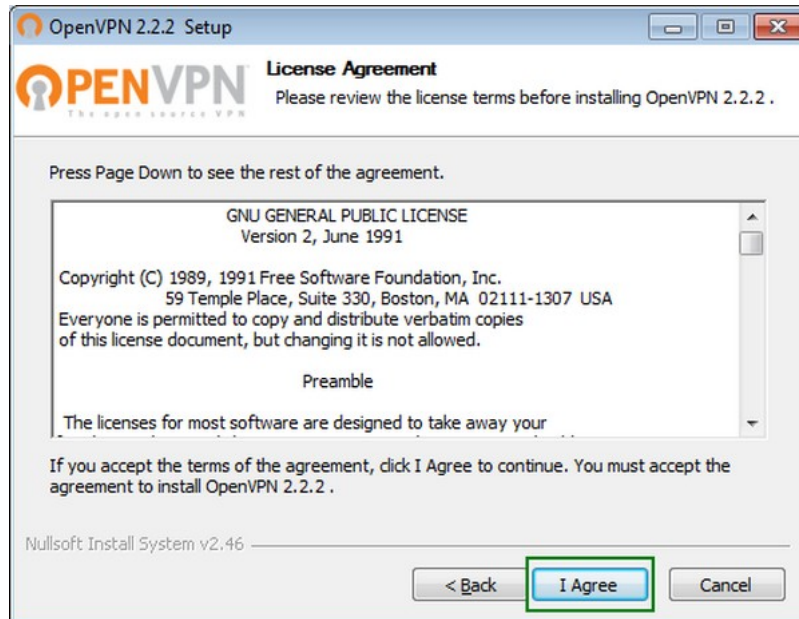 OpenVPN 2.2.2 Setup
OPENVPN
The open source VPN
License Agreement
Please review the license terms before installing OpenVPN 2.2.2 .
Press Page Down to see the rest of the agreement.
GNU GENERAL PUBLIC LICENSE
Version 2, June 1991
Copyright (C) 1989, 1991 Free Software Foundation, Inc.
59 Temple Place, Suite 330, Boston, MA 02111-1307 USA
Everyone is permitted to copy and distribute verbatim copies
of this license document, but changing it is not allowed.
Preamble
The licenses for most software are designed to take away your
If you accept the terms of the agreement, click I Agree to continue. You must accept the
agreement to install OpenVPN 2.2.2 .
Nullsoft Install System v2.46
< Back
I Agree
Cancel